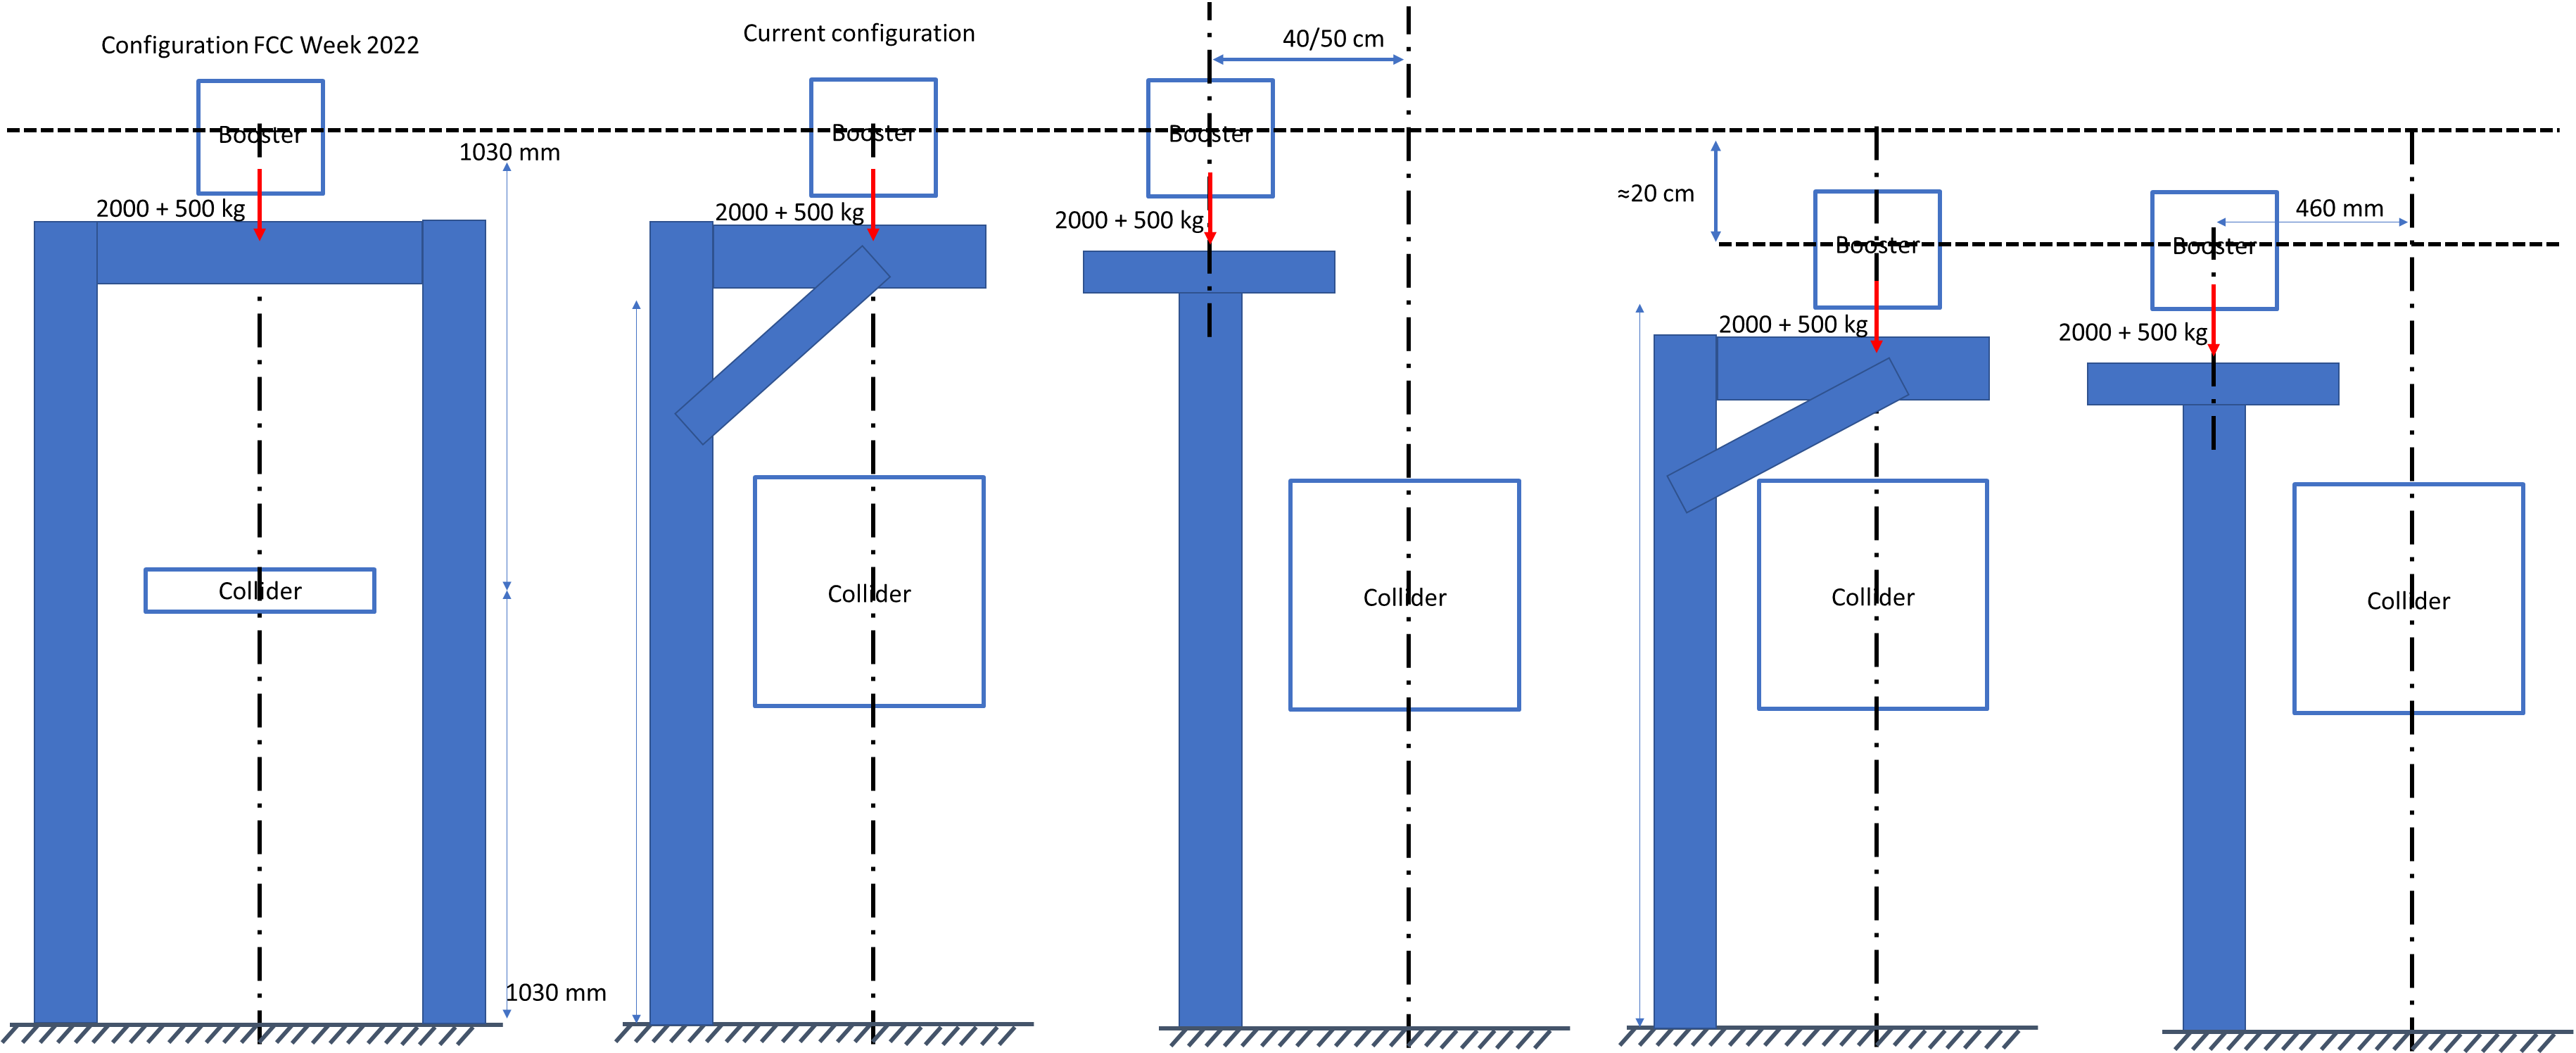 Configuration FCC Week 2022
Current configuration
40/50 cm
Booster
Booster
Booster
1030 mm
≈20 cm
460 mm
2000 + 500 kg
2000 + 500 kg
2000 + 500 kg
Booster
Booster
2000 + 500 kg
2000 + 500 kg
Collider
Collider
Collider
Collider
Collider
1030 mm